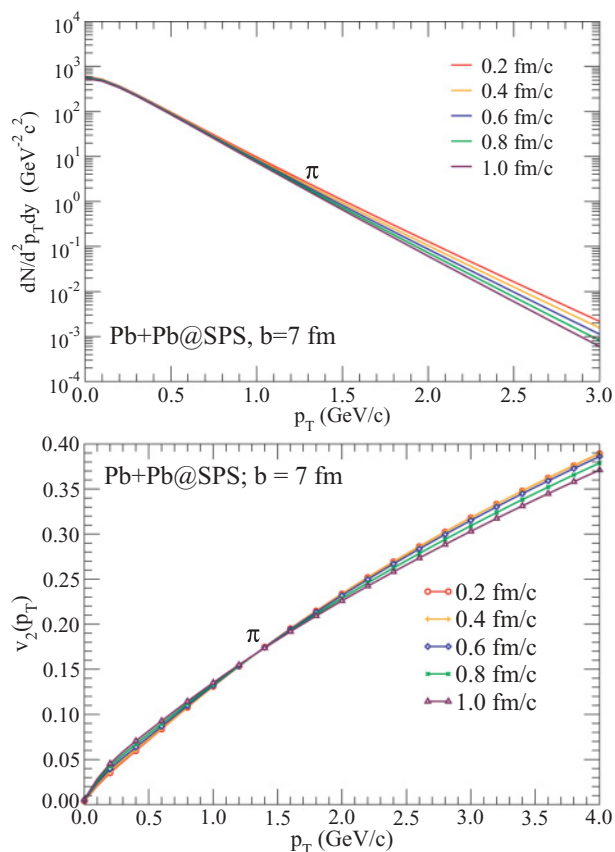 10^4
10^3
10^2
10^1
10^0
10^-1
10^-2
10^-3
10^-4
dN/d^2p_Tdy (GeV^-2c^2)
0.2 fm/c
0.4 fm/c
0.6 fm/c
0.8 fm/c
1.0 fm/c
π
Pb+Pb@SPS, b=7 fm
0.0 0.5 1.0 1.5 2.0 2.5 3.0
p_T (GeV/c)
0.40
0.35
0.30
0.25
0.20
0.15
0.10
0.05
0.00
v_2(p_T)
Pb+Pb@SPS; b = 7 fm
π
0.2 fm/c
0.4 fm/c
0.6 fm/c
0.8 fm/c
1.0 fm/c
0.0 0.5 1.0 1.5 2.0 2.5 3.0 3.5 4.0
p_T (GeV/c)